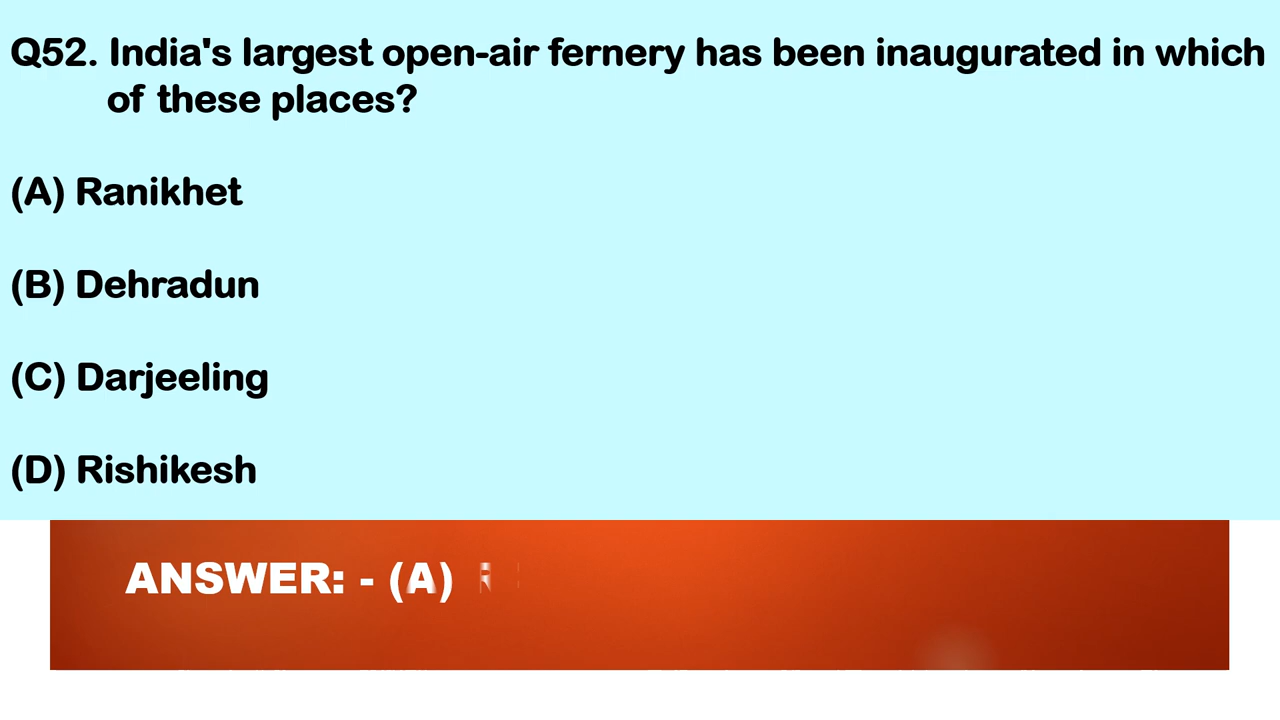 Q52. India's largest open-air fernery has been inaugurated in which
of these places?
(A) Ranikhet
(B) Dehradun
(C) Darjeeling
(D) Rishikesh
ANSWER: - (A)